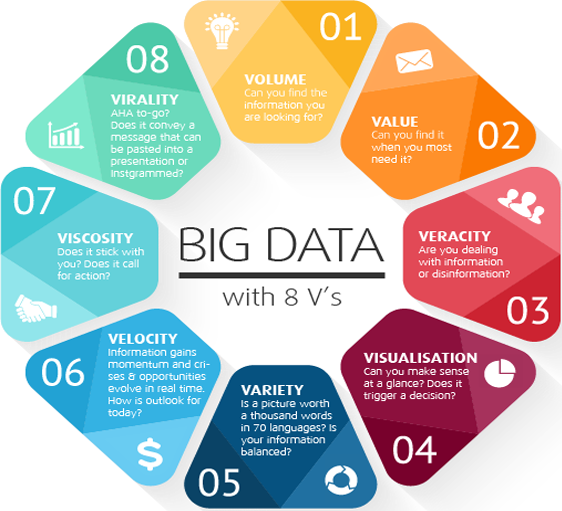 01
VOLUME
Can you find the
information you
are looking for?
VALUE
Can you find it
when you most
need it?
02
VERACITY
Are you dealing
with information
or disinformation?
03
VISUALISATION
Can you make sense
at a glance? Does it
trigger a decision?
04
VARIETY
Is a picture worth
a thousand words
in 70 languages? Is
your information
balanced?
05
VELOCITY
Information gains
momentum and cri-
ses & opportunities
evolve in real time.
How is outlook for
today?
06
$
07
VISCOSITY
Does it stick with
you? Does it call
for action?
08
VIRALITY
AHA to-go?
Does it convey a
message that can
be pasted into a
presentation or
Instgrammed?
BIG DATA
with 8 V's